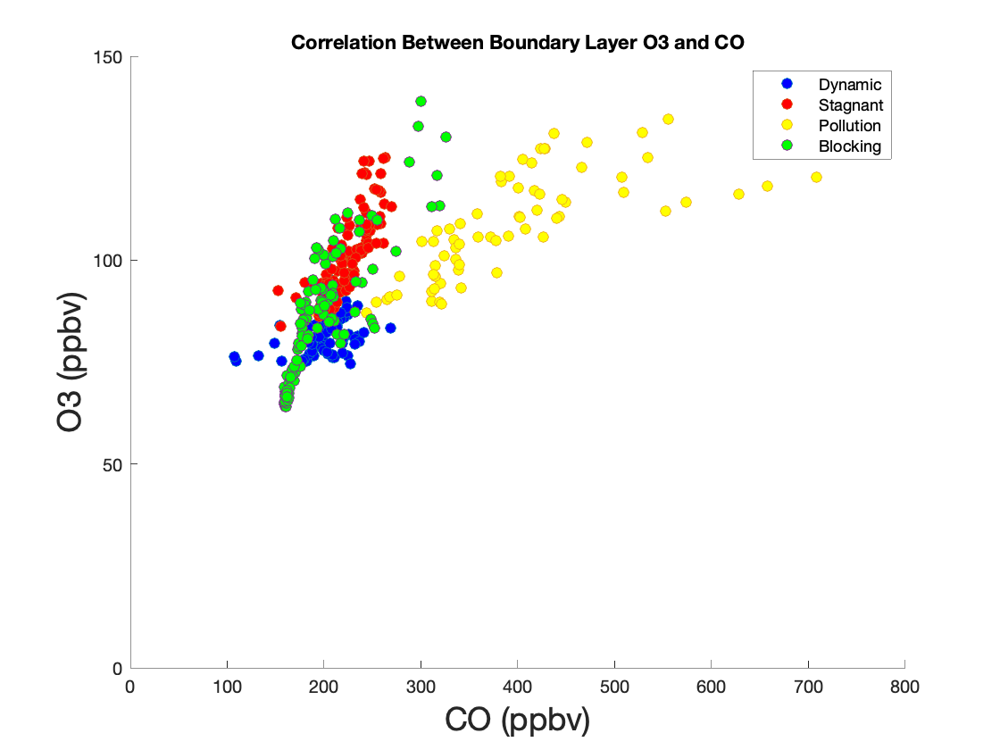 Correlation Between Boundary Layer O3 and CO
150
100
50
0
O3 (ppbv)
Dynamic
Stagnant
Pollution
Blocking
0 100 200 300 400 500 600 700 800
CO (ppbv)